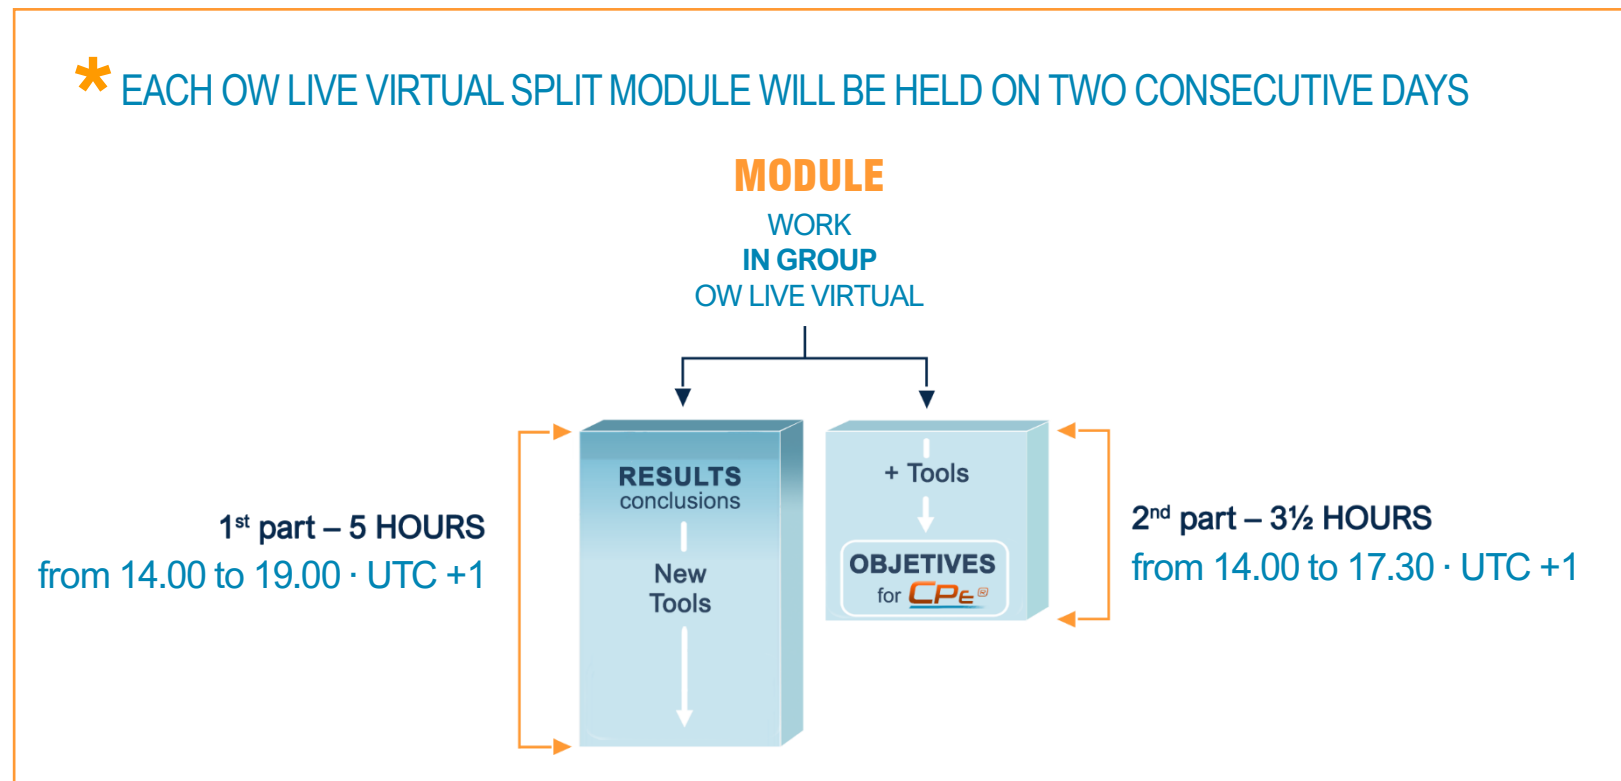 * EACH OW LIVE VIRTUAL SPLIT MODULE WILL BE HELD ON TWO CONSECUTIVE DAYS
MODULE
WORK
IN GROUP
OW LIVE VIRTUAL
1st part – 5 HOURS
from 14.00 to 19.00 · UTC +1
RESULTS
conclusions
New
Tools
+ Tools
OBJETIVES
for CPE
2nd part – 3½ HOURS
from 14.00 to 17.30 · UTC +1